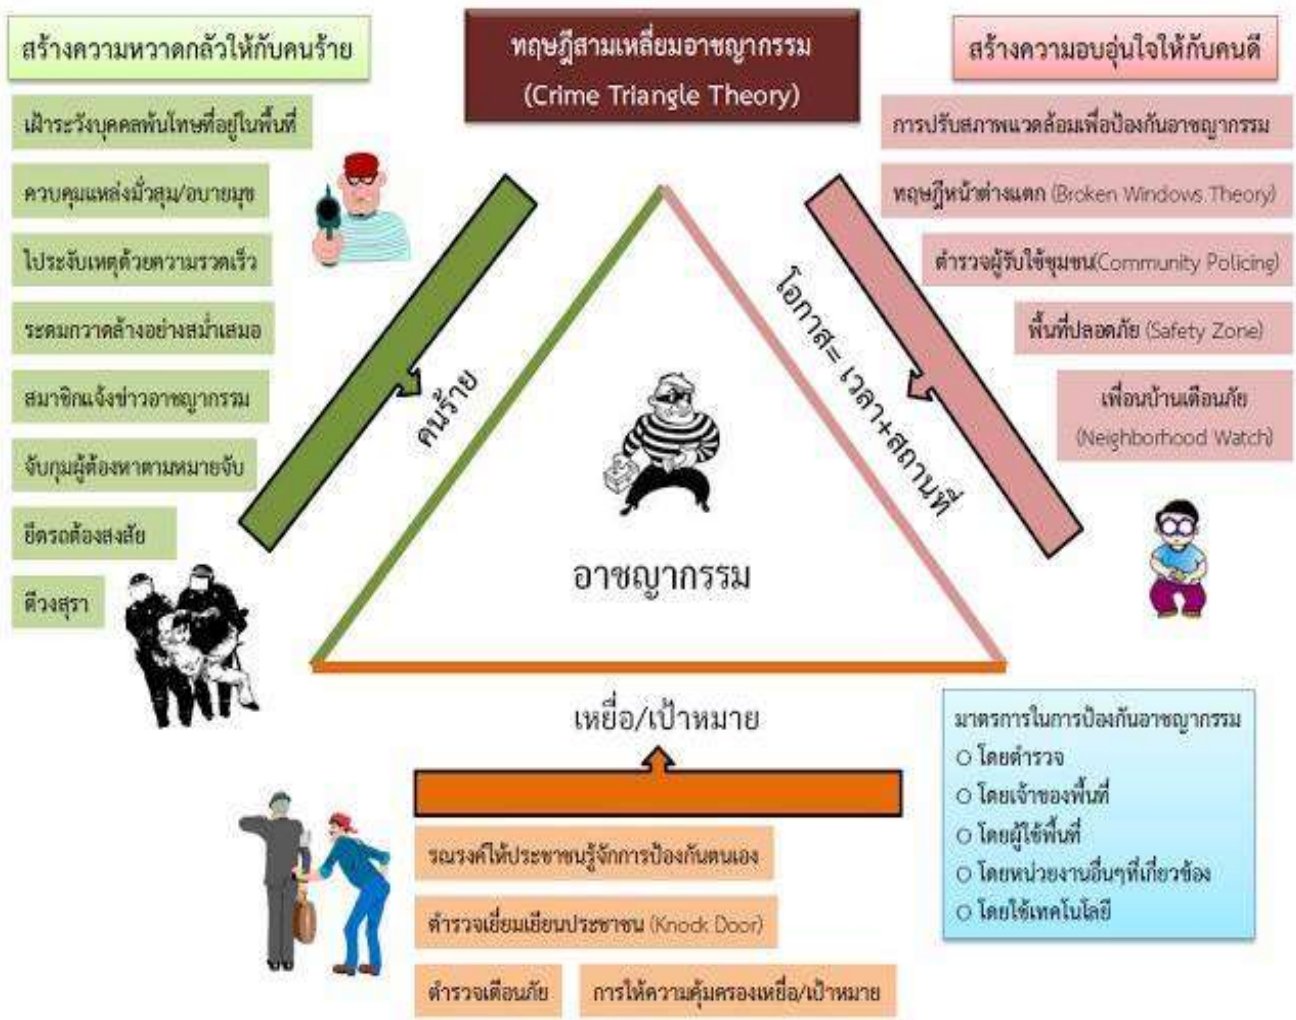 สร้างความหวาดกลัวให้กับคนร้าย
เฝ้าระวังบุคคลพ้นโทษที่อยู่ในพื้นที่
ควบคุมแหล่งมั่วสุม/อบายมุข
ไประงับเหตุด้วยความรวดเร็ว
ระดมกวาดล้างอย่างสม่ำเสมอ
สมาชิกแจ้งข่าวอาชญากรรม
จับกุมผู้ต้องหาตามหมายจับ
ยึดรถต้องสงสัย
ตีวงสุรา
ทฤษฎีสามเหลี่ยมอาชญากรรม
(Crime Triangle Theory)
คนร้าย
โอกาส= เวลา+สถานที่
อาชญากรรม
เหยื่อ/เป้าหมาย
สร้างความอบอุ่นใจให้กับคนดี
การปรับสภาพแวดล้อมเพื่อป้องกันอาชญากรรม
ทฤษฎีหน้าต่างแตก (Broken Windows Theory)
ตำรวจผู้รับใช้ชุมชน(Community Policing)
พื้นที่ปลอดภัย (Safety Zone)
เพื่อนบ้านเตือนภัย
(Neighborhood Watch)
รณรงค์ให้ประชาชนรู้จักการป้องกันตนเอง
ตำรวจเยี่ยมเยียนประชาชน (Knock Door)
ตำรวจเตือนภัย
การให้ความคุ้มครองเหยื่อ/เป้าหมาย
มาตรการในการป้องกันอาชญากรรม
○ โดยตำรวจ
○ โดยเจ้าของพื้นที่
○ โดยผู้ใช้พื้นที่
○ โดยหน่วยงานอื่นๆที่เกี่ยวข้อง
○ โดยใช้เทคโนโลยี